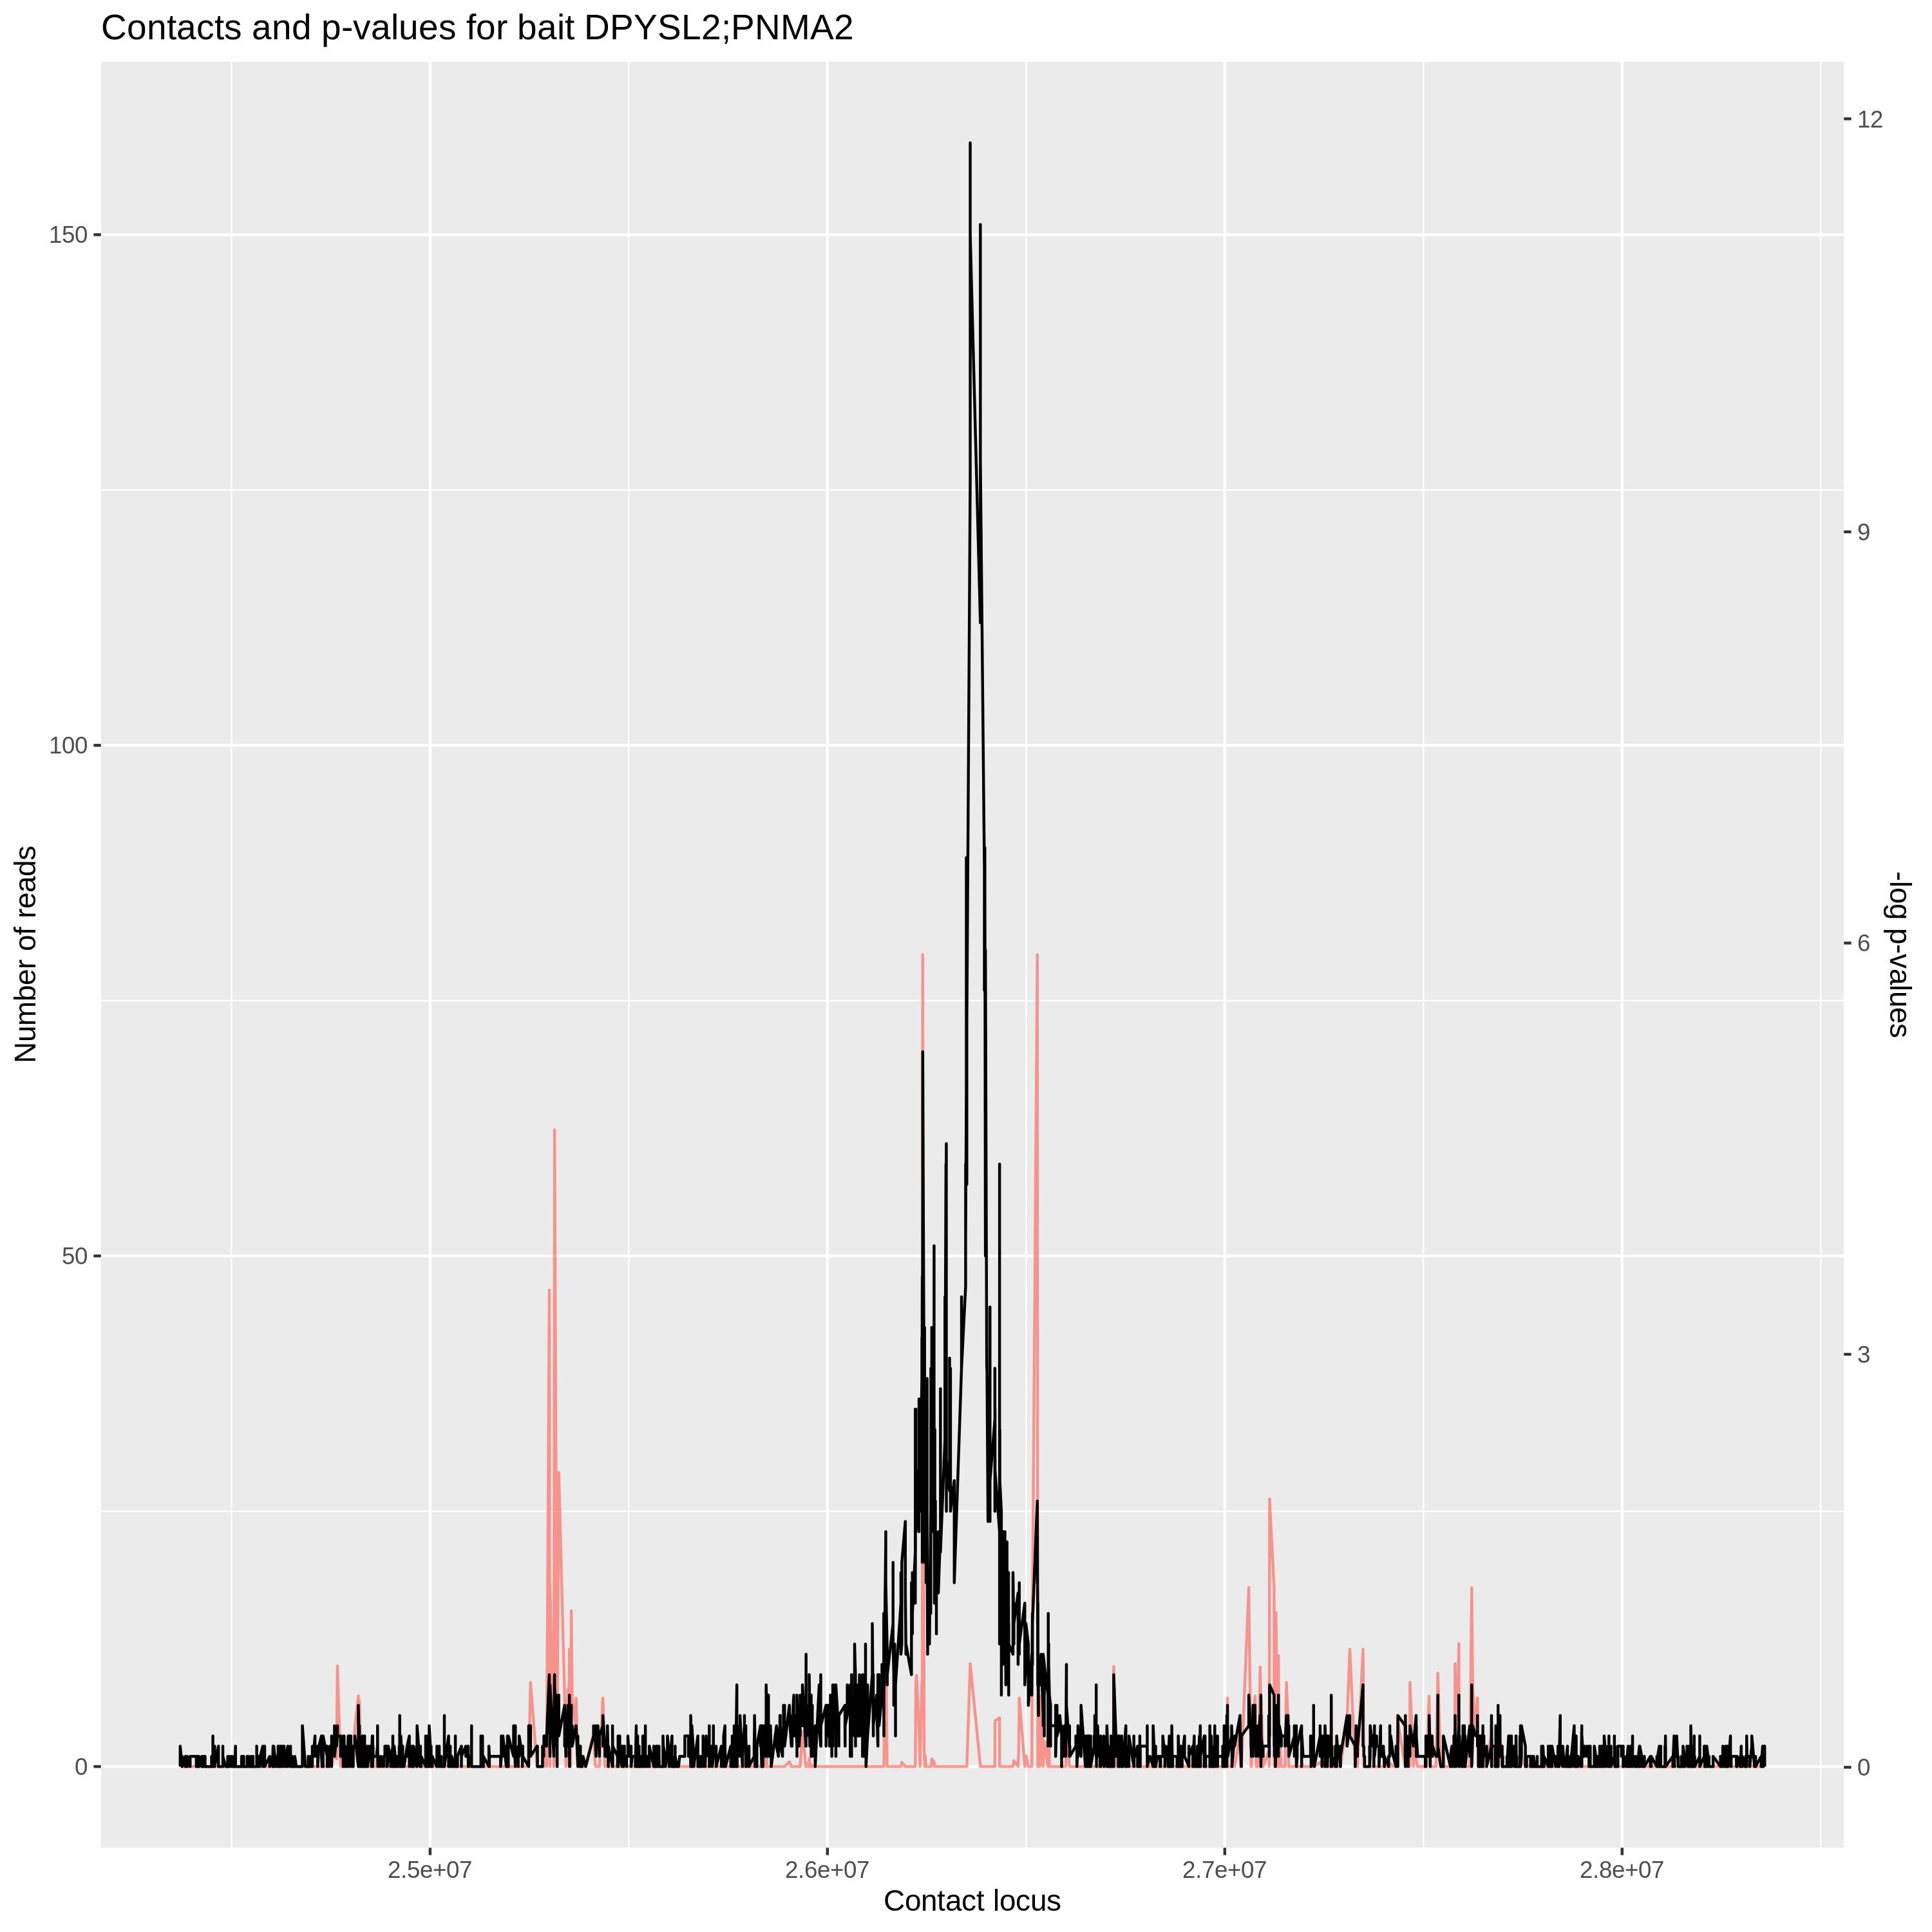 Contacts and p-values for bait DPYSL2;PNMA2
150
100
50
0
Number of reads
12
9
6
3
0
-log p-values
2.5e+07
2.6e+07
2.7e+07
2.8e+07
Contact locus